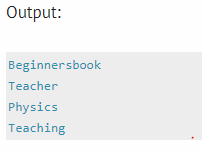 Output:
Beginnersbook
Teacher
Physics
Teaching